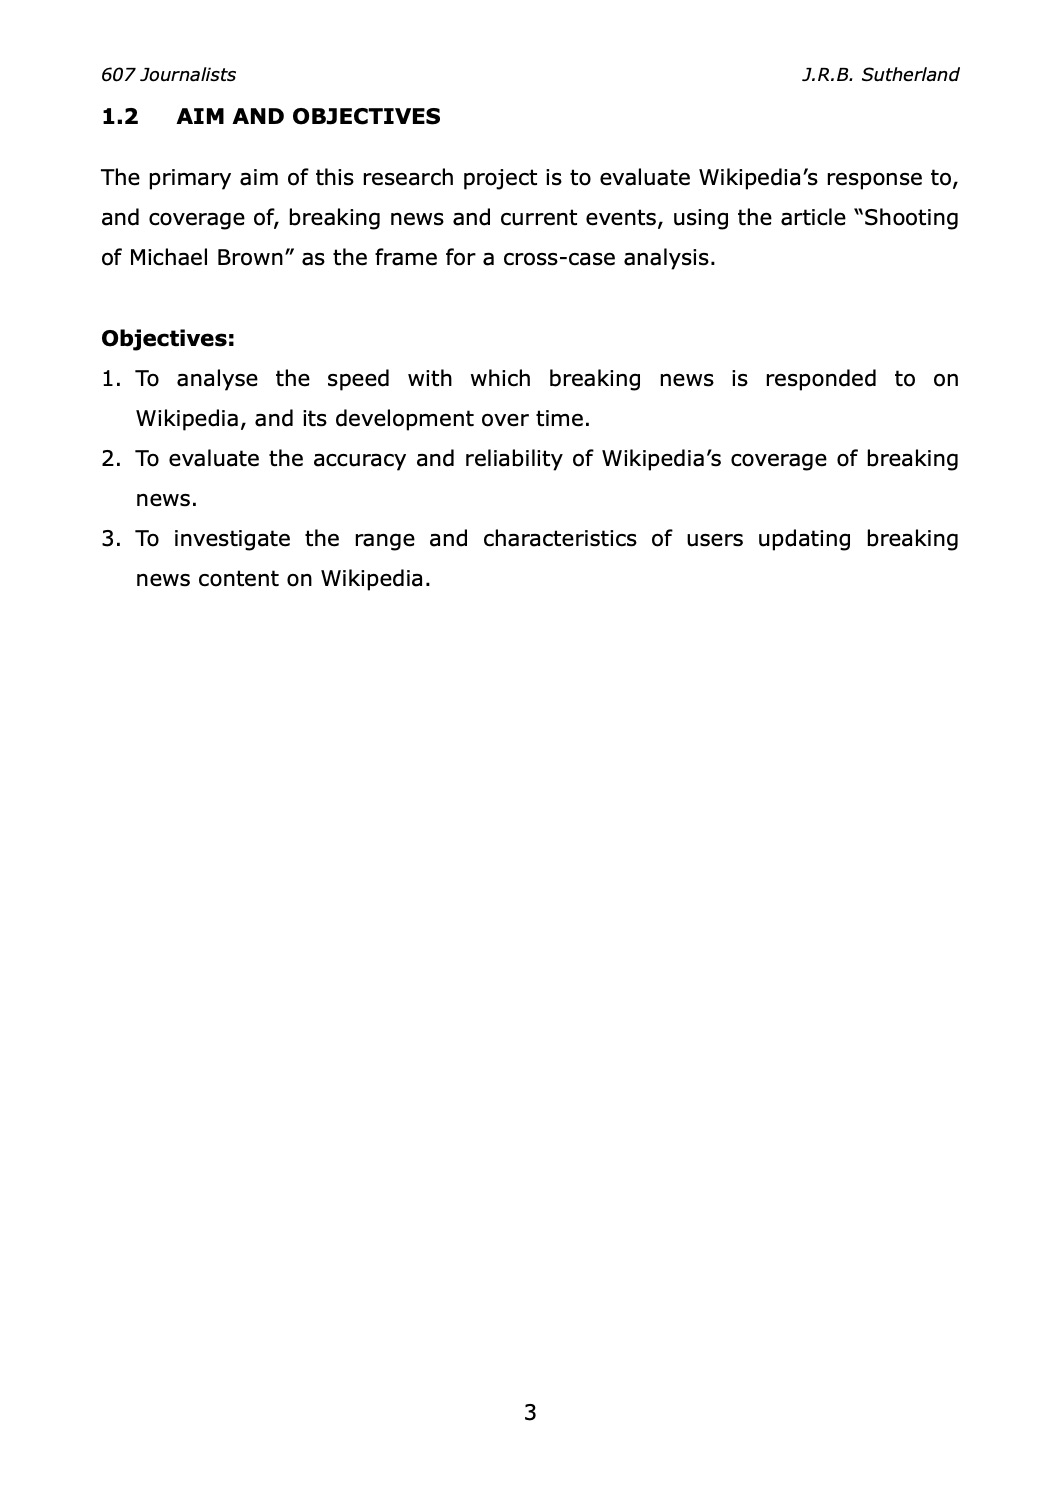 607 Journalists J.R.B. Sutherland
1.2 AIM AND OBJECTIVES
The primary aim of this research project is to evaluate Wikipedia’s response to,
and coverage of, breaking news and current events, using the article “Shooting
of Michael Brown” as the frame for a cross-case analysis.
Objectives:
1. To analyse the speed with which breaking news is responded to on
Wikipedia, and its development over time.
2. To evaluate the accuracy and reliability of Wikipedia’s coverage of breaking
news.
3. To investigate the range and characteristics of users updating breaking
news content on Wikipedia.
3